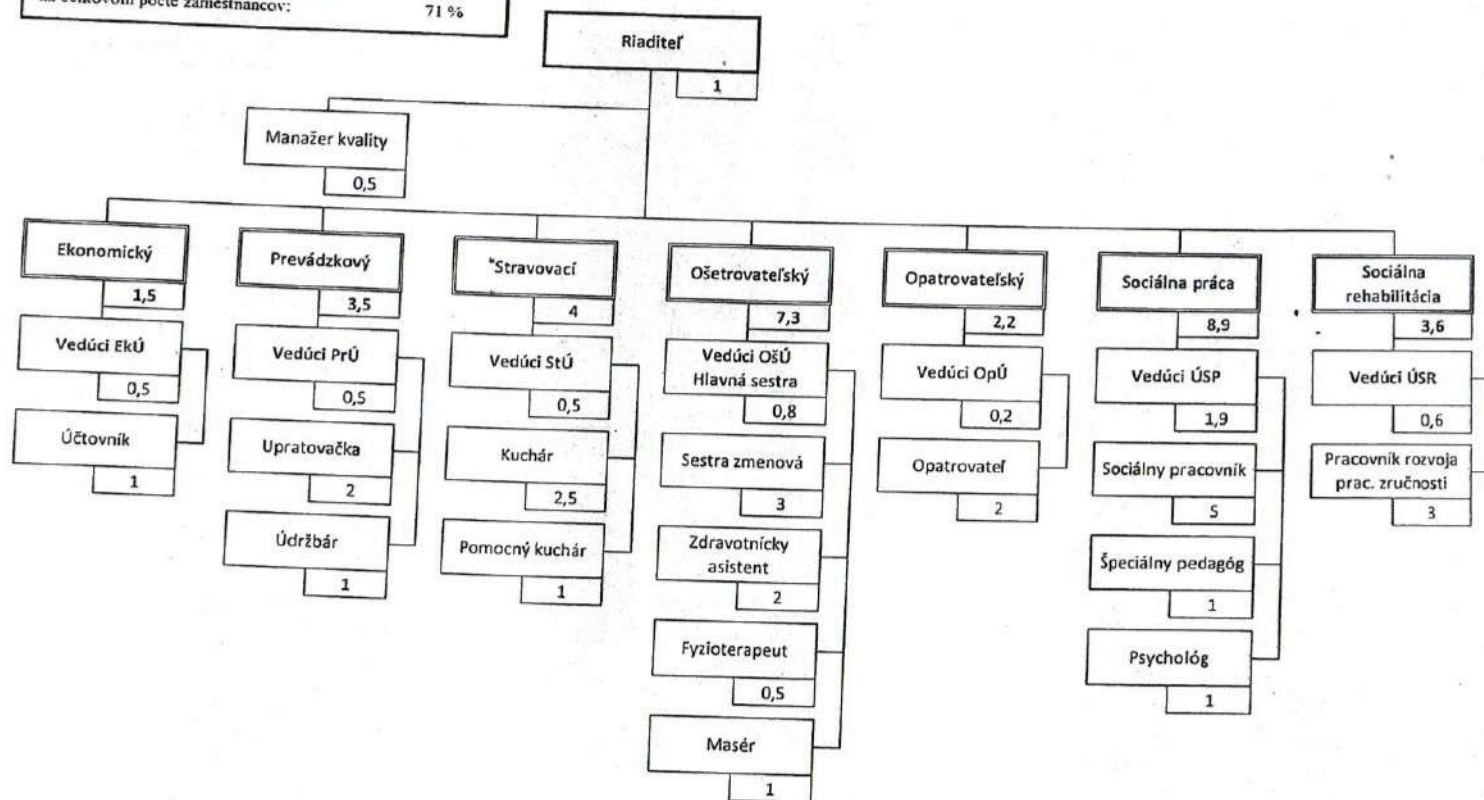 na celkovom počte zamestnancov: 71 %
Riaditeľ
1
Manažer kvality
0,5
Ekonomický
1,5
Vedúci EkÚ
0,5
Účtovník
1
Prevádzkový
3,5
Vedúci PrÚ
0,5
Upratovačka
2
Údržbár
1
Stravovací
4
Vedúci StÚ
0,5
Kuchár
2,5
Pomocný kuchár
1
Ošetrovateľský
7,3
Vedúci OšÚ
Hlavná sestra
0,8
Sestra zmenová
3
Zdravotnícky
asistent
2
Fyzioterapeut
0,5
Masér
1
Opatrovateľský
2,2
Vedúci OpÚ
0,2
Opatrovateľ
2
Sociálna práca
8,9
Vedúci ÚSP
1,9
Sociálny pracovník
5
Špeciálny pedagóg
1
Psychológ
1
Sociálna
rehabilitácia
3,6
Vedúci ÚSR
0,6
Pracovník rozvoja
prac. zručnosti
3